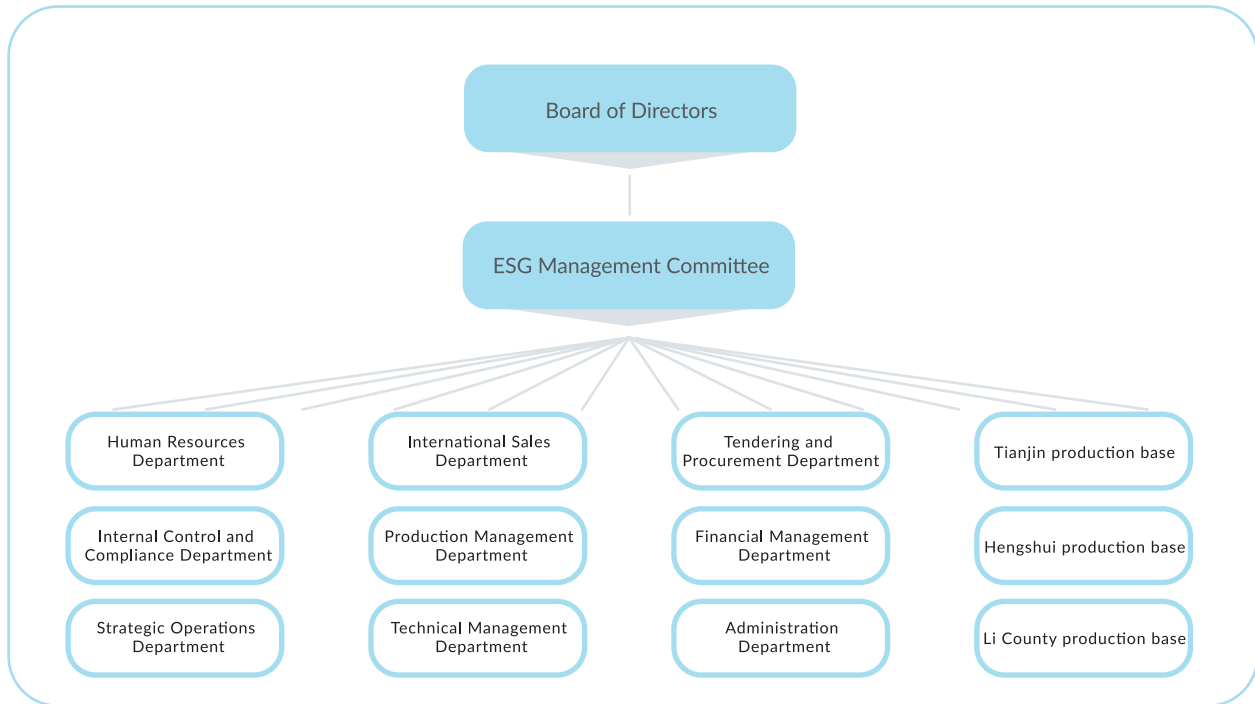 Board of Directors
ESG Management Committee
Human Resources
Department
International Sales
Department
Tendering and
Procurement Department
Tianjin production base
Internal Control and
Compliance Department
Production Management
Department
Financial Management
Department
Hengshui production base
Strategic Operations
Department
Technical Management
Department
Administration
Department
Li County production base